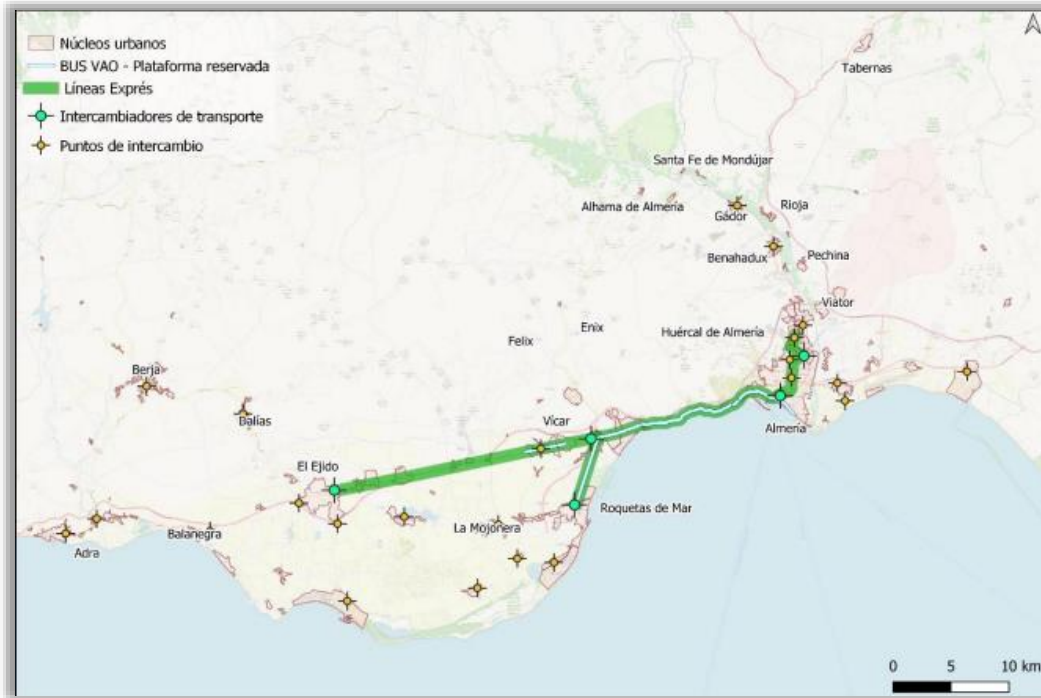 Núcleos urbanos
BUS VAO - Plataforma reservada
Líneas Exprés
Intercambiadores de transporte
Puntos de intercambio
Tabernas
Santa Fe de Mondújar
Alhama de Almería
Gádor
Rioja
Benahadux
Pechina
Viator
Huércal de Almería
Enix
Felix
Berja
Balías
Vícar
Almería
El Ejido
Roquetas de Mar
La Mojonera
Balanegra
Adra
0 5 10 km